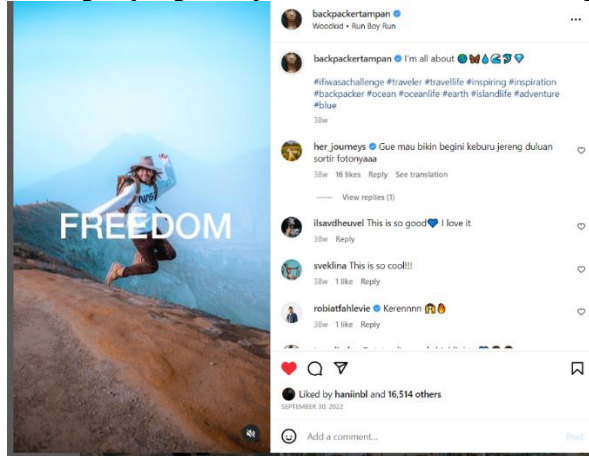 FREEDOM
NASA
backpackertampan
Woodkid • Run Boy Run
backpackertampan I'm all about
#ifiwasachallenge #traveler #travellife #inspiring #inspiration
#backpacker #ocean #oceanlife #earth #islandlife #adventure
#blue
38w
her_journeys Gue mau bikin begini keburu jereng duluan
sortir fotonyaaa
38w 16 likes Reply See translation
View replies (1)
ilsavdheuvel This is so good💙 I love it
38w Reply
sveklina This is so cool!!!
38w 1 like Reply
robiatfahlevie Kerennnn
38w 1 like Reply
Liked by haniinbl and 16,514 others
SEPTEMBER 30, 2022
Add a comment...
Post